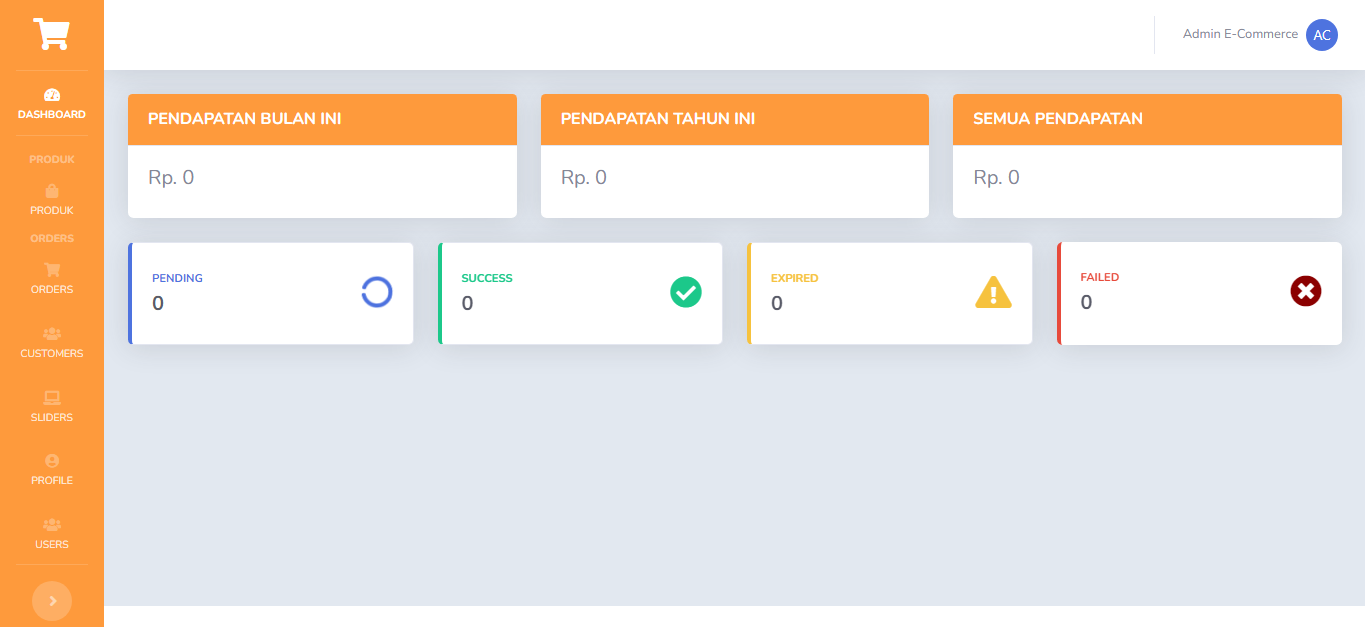 Admin E-Commerce
AC
DASHBOARD
PRODUK
PRODUK
ORDERS
ORDERS
CUSTOMERS
SLIDERS
PROFILE
USERS
PENDAPATAN BULAN INI
Rp. 0
PENDAPATAN TAHUN INI
Rp. 0
SEMUA PENDAPATAN
Rp. 0
PENDING
0
SUCCESS
0
EXPIRED
0
FAILED
0